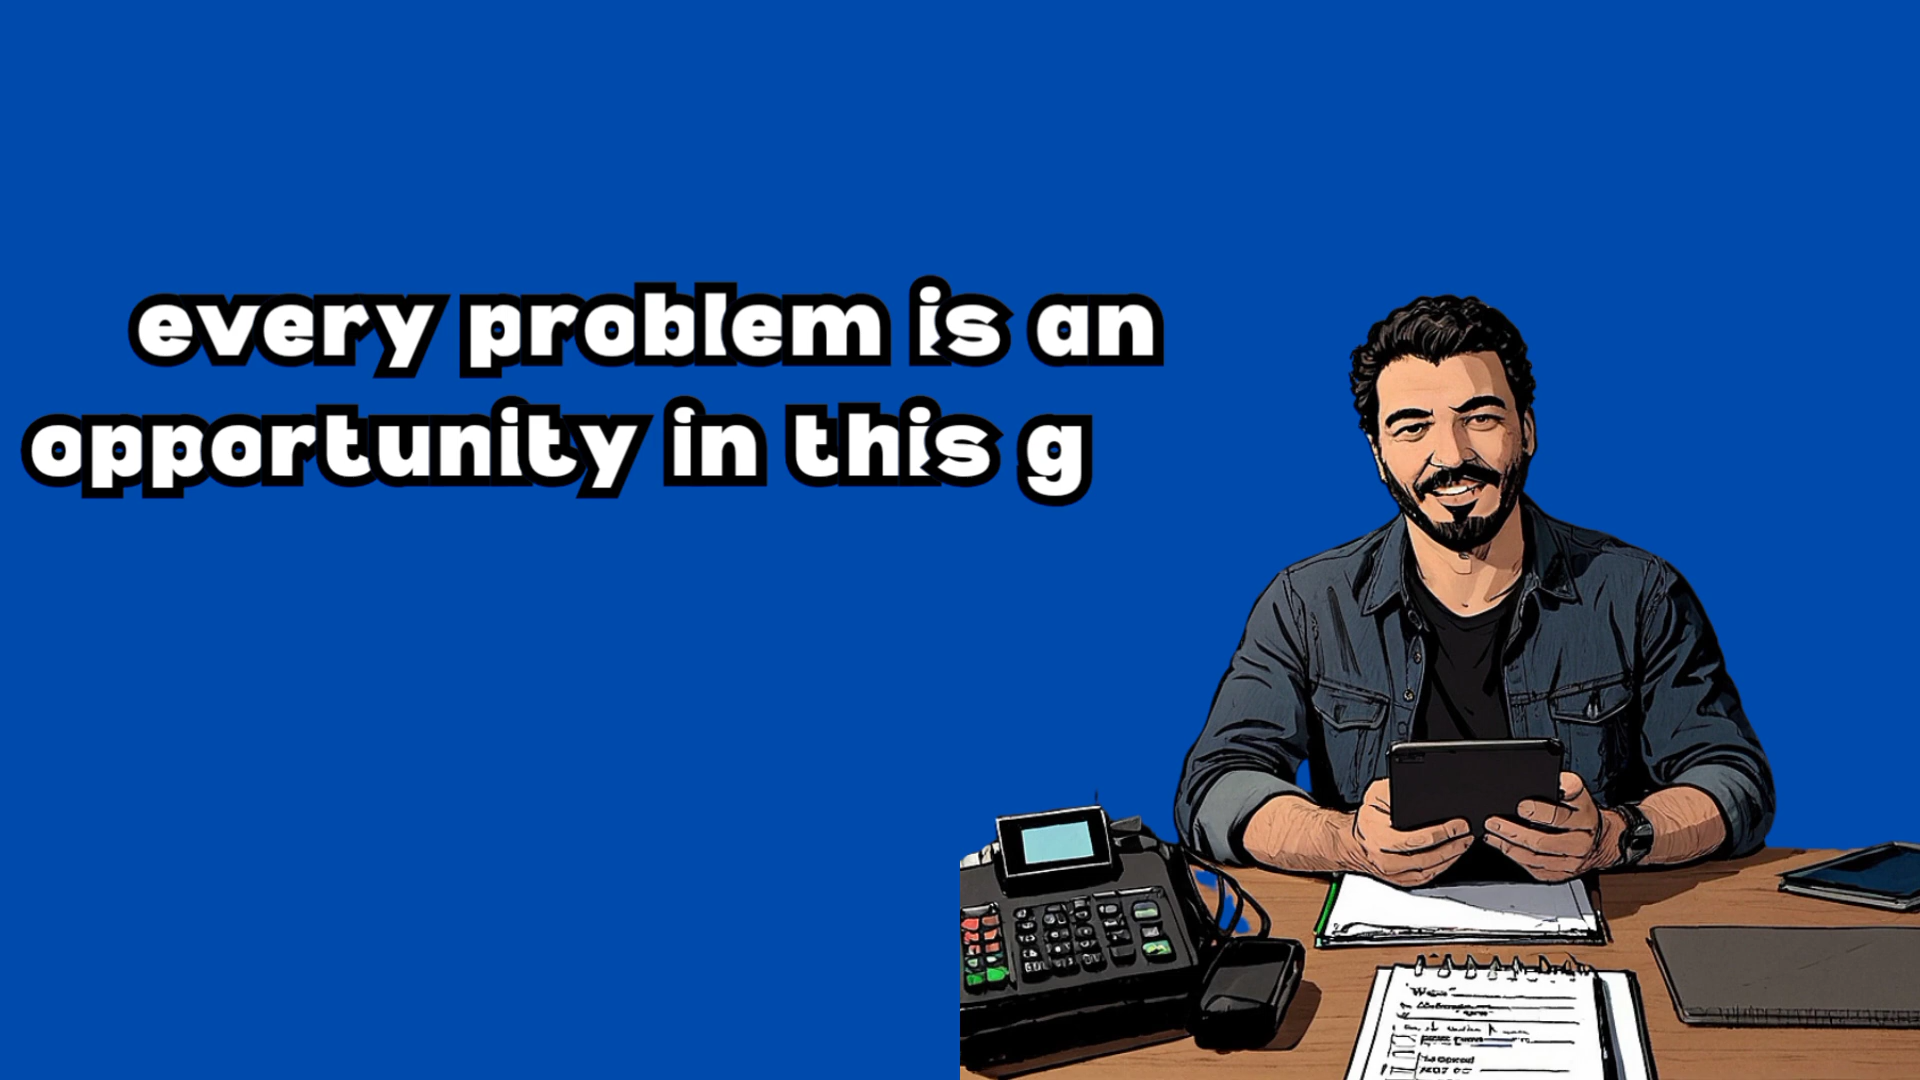 every problem is an
opportunity in this g